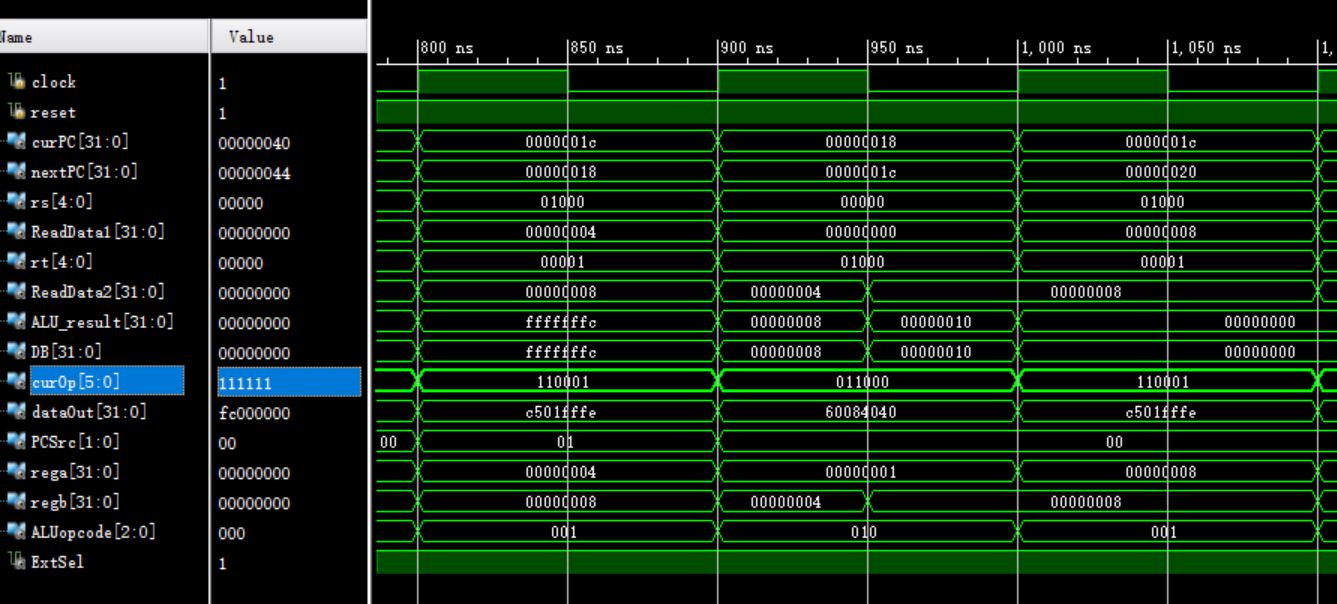 Name Value 800 ns 850 ns 900 ns 950 ns 1,000 ns 1,050 ns 1,
clock 1
reset 1
curPC[31:0] 00000040 0000001c 00000018 0000001c
nextPC[31:0] 00000044 00000018 0000001c 00000020
rs[4:0] 00000 01000 00000 01000
ReadData1[31:0] 00000000 00000004 00000000 00000008
rt[4:0] 00000 00001 01000 00001
ReadData2[31:0] 00000000 00000008 00000004 00000008
ALU_result[31:0] 00000000 fffffffc 00000008 00000010 00000000
DB[31:0] 00000000 fffffffc 00000008 00000010 00000000
curOp[5:0] 111111 110001 011000 110001
dataOut[31:0] fc000000 c501fffe 60084040 c501fffe
PCSrc[1:0] 00 00 01 00
rega[31:0] 00000000 00000004 00000001 00000008
regb[31:0] 00000000 00000008 00000004 00000008
ALUopcode[2:0] 000 001 010 001
ExtSel 1